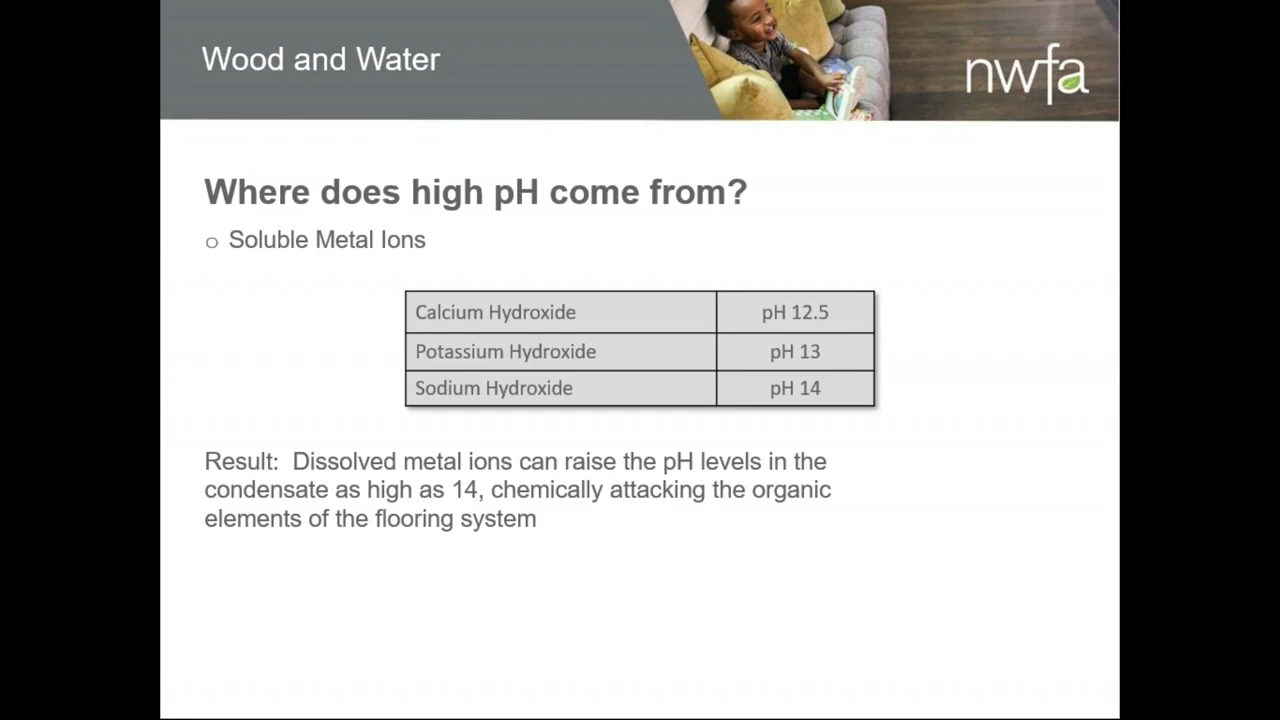 Wood and Water
nwfa
Where does high pH come from?
o Soluble Metal Ions
Calcium Hydroxide pH 12.5
Potassium Hydroxide pH 13
Sodium Hydroxide pH 14
Result: Dissolved metal ions can raise the pH levels in the
condensate as high as 14, chemically attacking the organic
elements of the flooring system